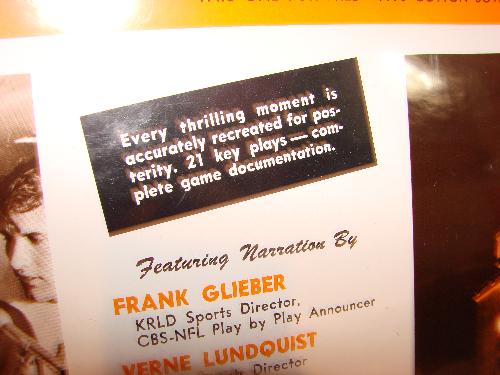 Every thrilling moment is
accurately recreated for pos-
terity. 21 key plays — com-
plete game documentation.
Featuring Narration By
FRANK GLIEBER
KRLD Sports Director,
CBS-NFL Play by Play Announcer
VERNE LUNDQUIST
Director